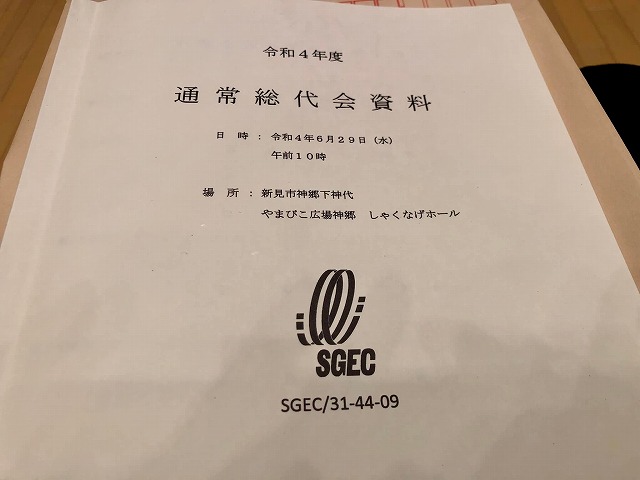 令和４年度
通常総代会資料
日 時 : 令和４年６月２９日（水）
午前１０時
場 所 : 新見市神郷下神代
やまびこ広場神郷 しゃくなげホール
SGEC
SGEC/31-44-09